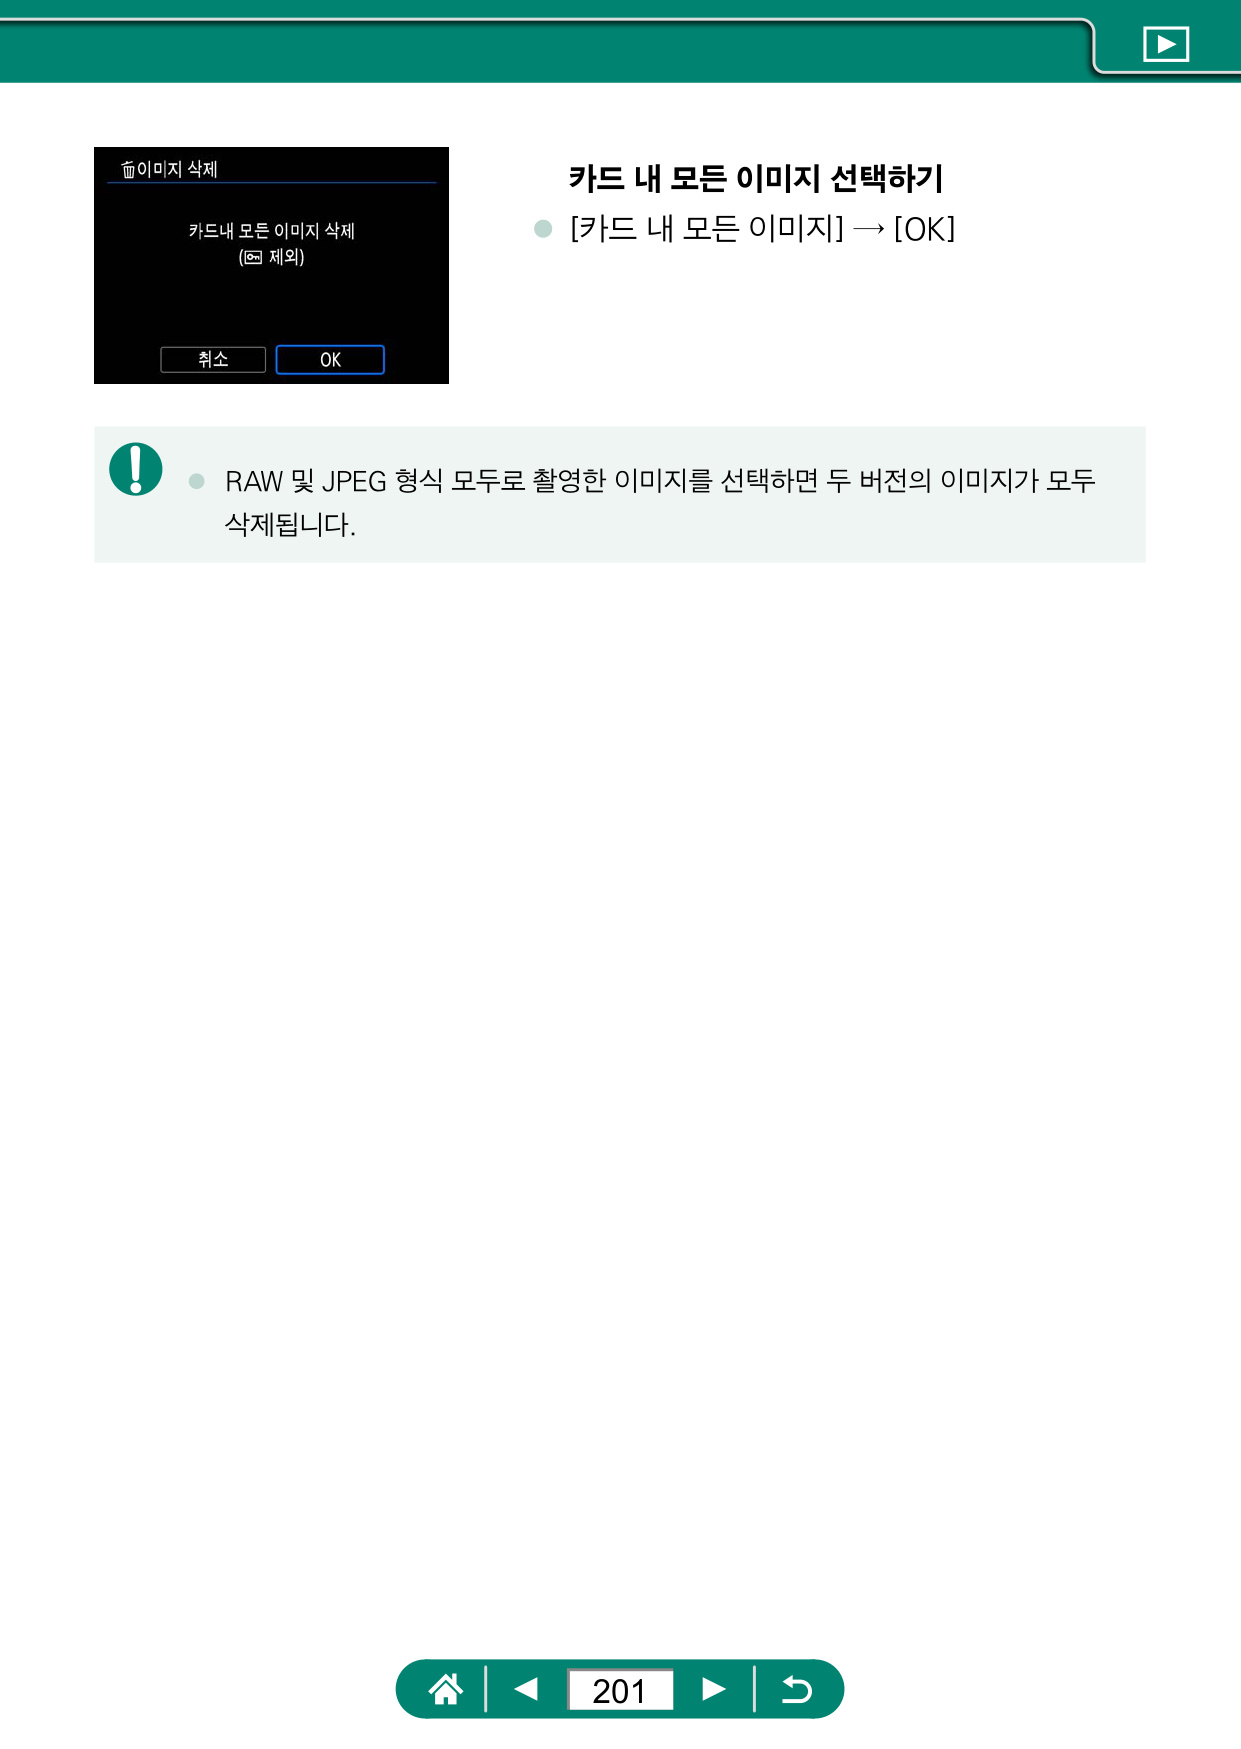 이미지 삭제
카드내 모든 이미지 삭제
( 제외)
취소
OK
카드 내 모든 이미지 선택하기
[카드 내 모든 이미지] → [OK]
RAW 및 JPEG 형식 모두로 촬영한 이미지를 선택하면 두 버전의 이미지가 모두
삭제됩니다.
201